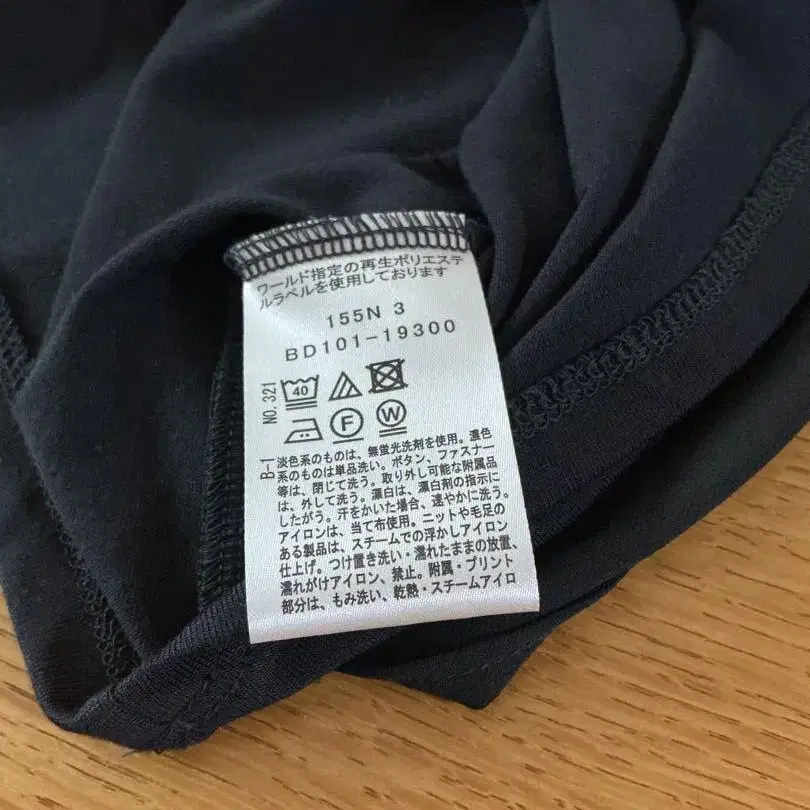 ワールド指定の再生ポリエステ
ルラベルを使用しております
155N 3
BD101-19300
No.321
40
F
W
B-1
淡色系のものは、無蛍光洗剤を使用。濃色
系のものは単品洗い。ボタン、ファスナー
等は、閉じて洗う。取り外し可能な附属品
は、外して洗う。漂白は、漂白剤の指示に
したがう。汗をかいた場合、速やかに洗う。
アイロンは、当て布使用。ニットや毛足の
ある製品は、スチームでの浮かしアイロン
仕上げ。つけ置き洗い・濡れたままの放置、
濡れがけアイロン、禁止。附属・プリント
部分は、もみ洗い、乾熱・スチームアイロ